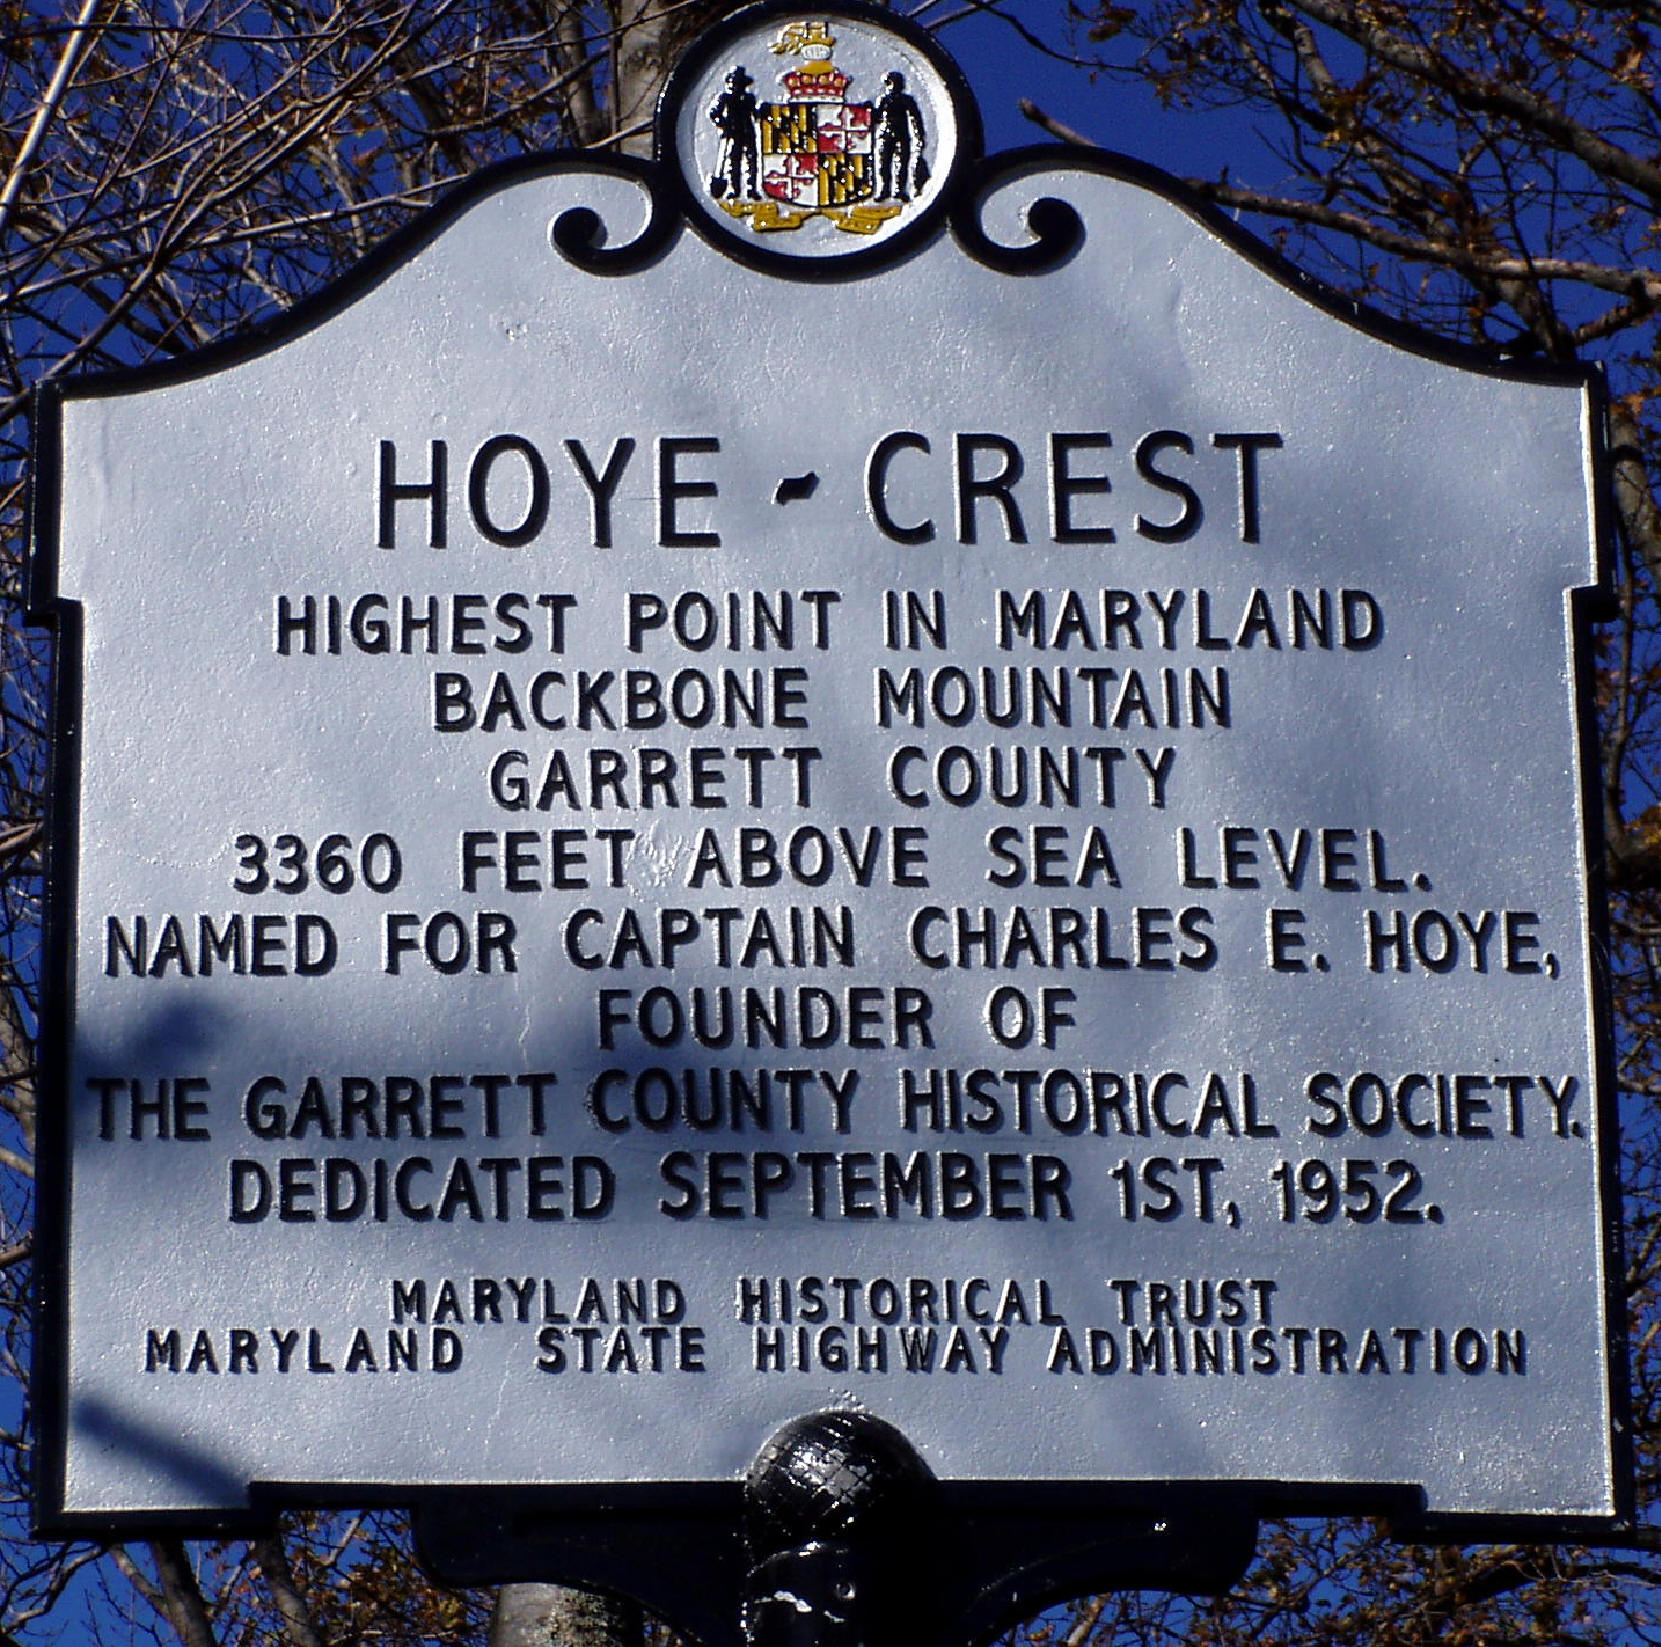 HOYE - CREST
HIGHEST POINT IN MARYLAND
BACKBONE MOUNTAIN
GARRETT COUNTY
3360 FEET ABOVE SEA LEVEL.
NAMED FOR CAPTAIN CHARLES E. HOYE,
FOUNDER OF
THE GARRETT COUNTY HISTORICAL SOCIETY.
DEDICATED SEPTEMBER 1ST, 1952.
MARYLAND HISTORICAL TRUST
MARYLAND STATE HIGHWAY ADMINISTRATION